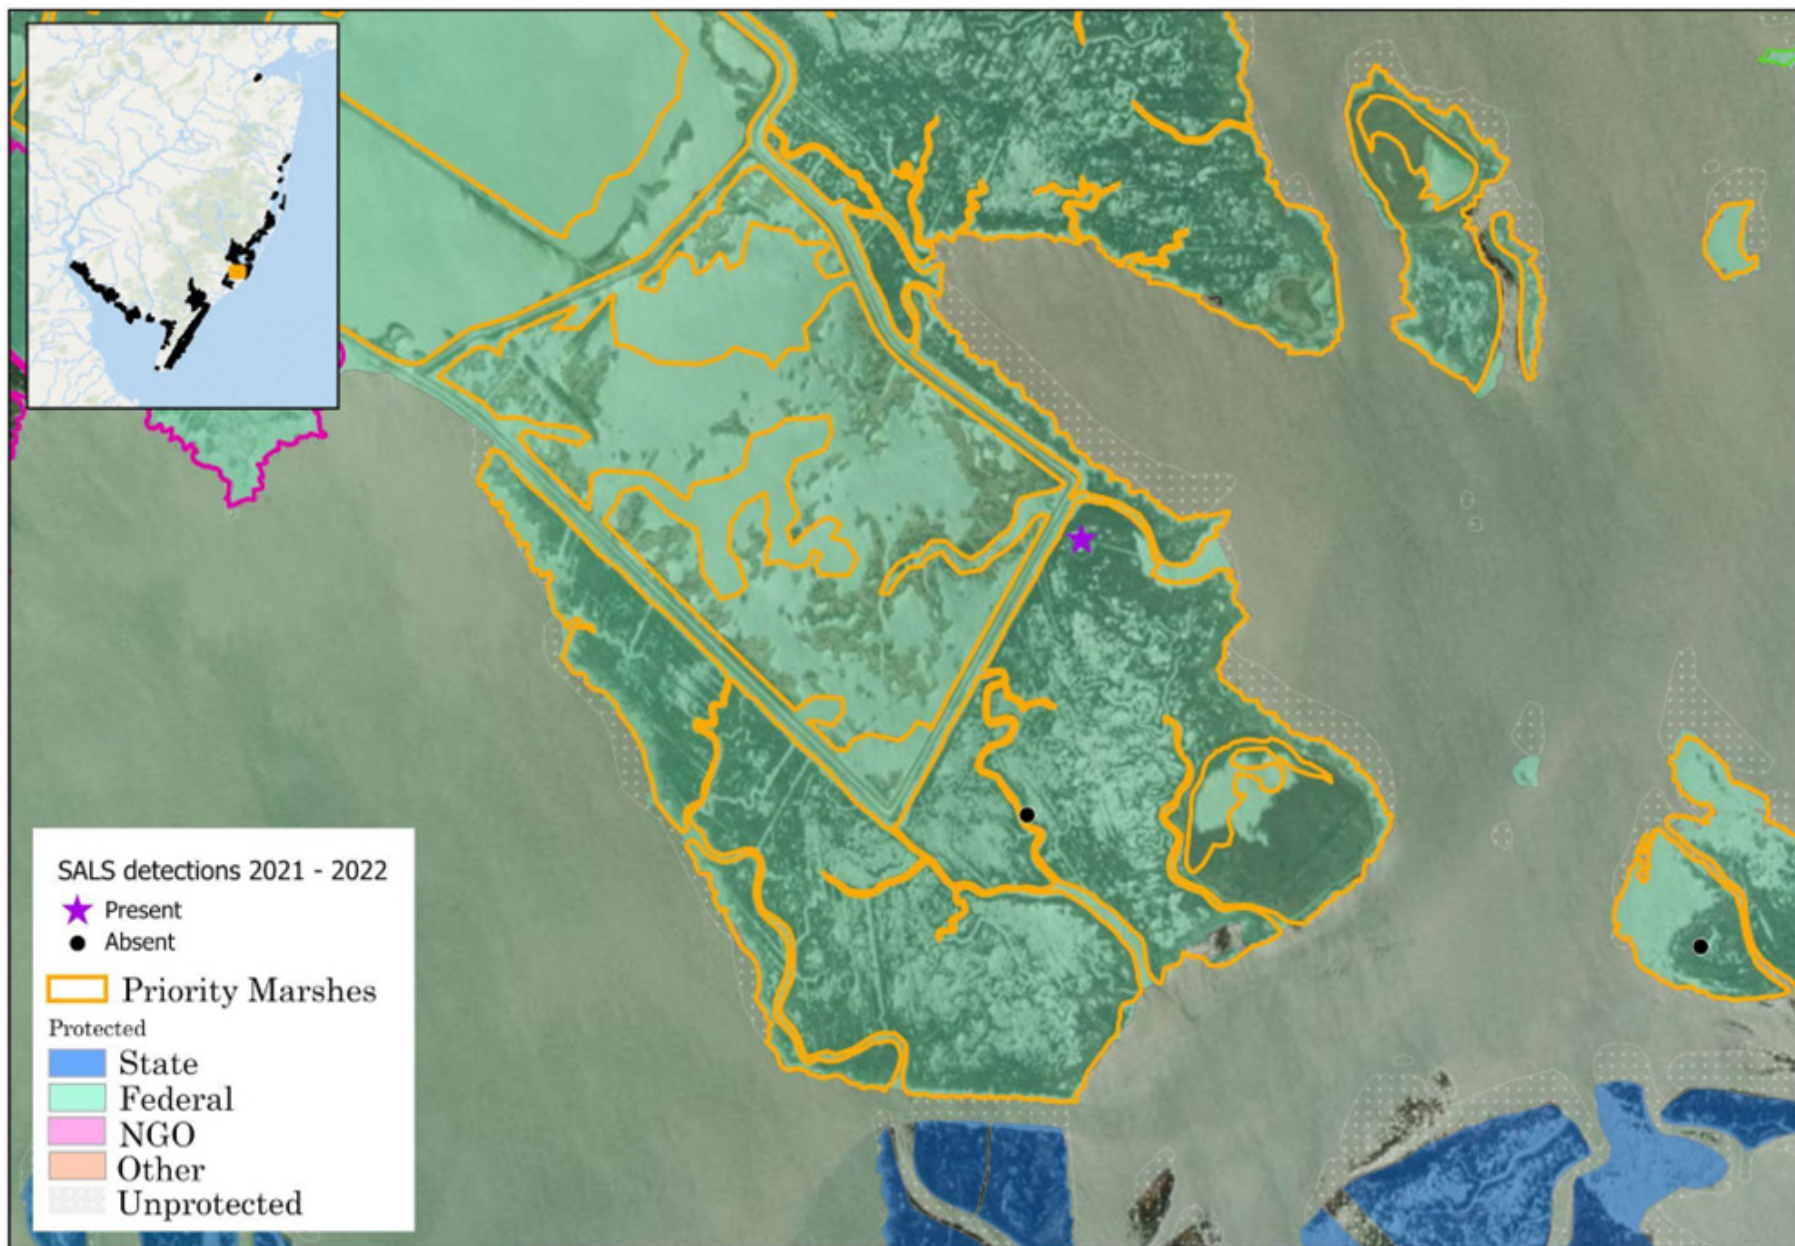 SALS detections 2021 - 2022
Present
Absent
Priority Marshes
Protected
State
Federal
NGO
Other
Unprotected